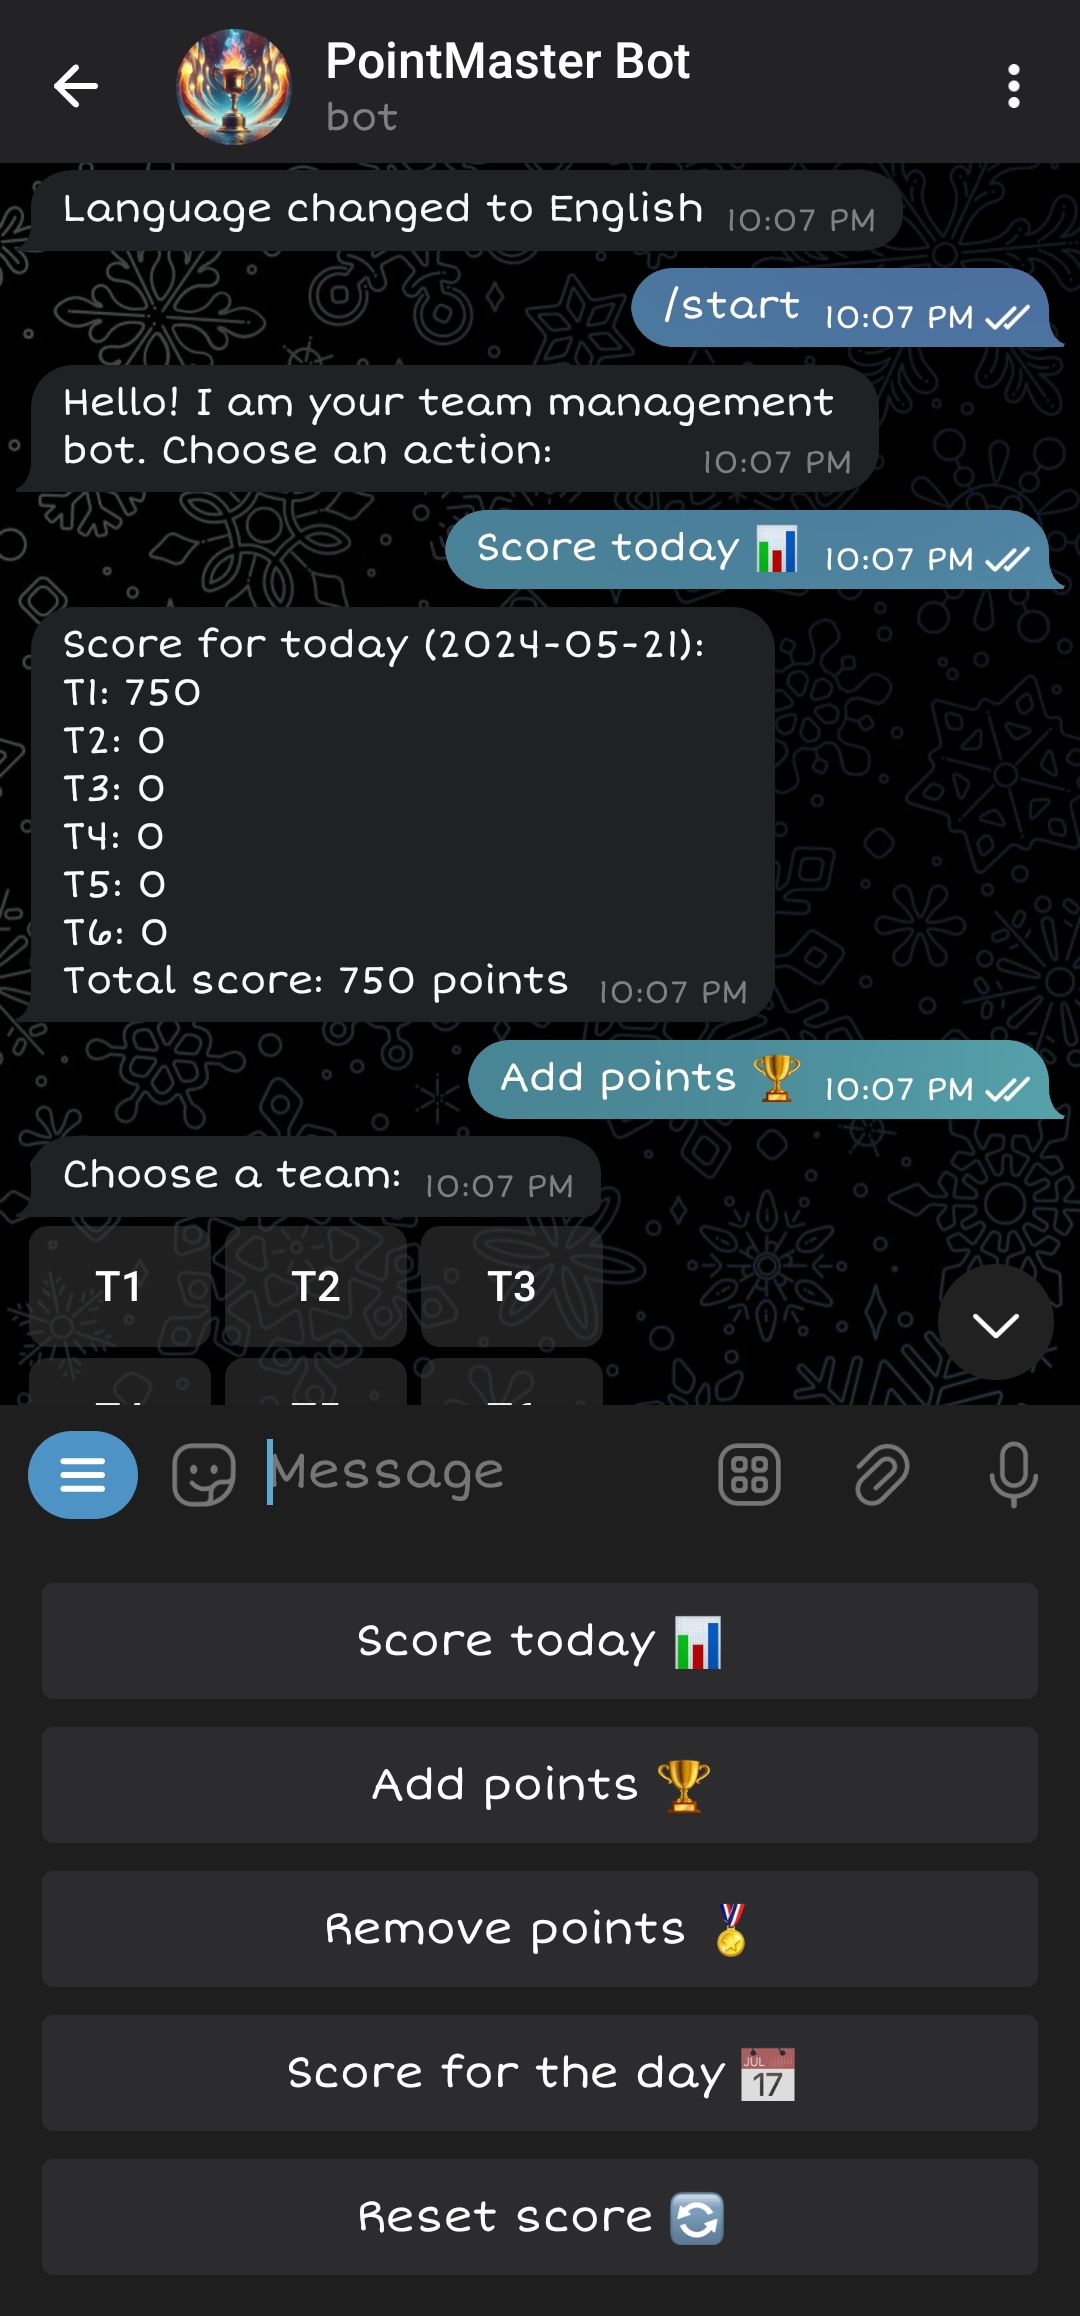 PointMaster Bot
bot
Language changed to English 10:07 PM
/start 10:07 PM
Hello! I am your team management
bot. Choose an action: 10:07 PM
Score today 10:07 PM
Score for today (2024-05-21):
T1: 750
T2: 0
T3: 0
T4: 0
T5: 0
T6: 0
Total score: 750 points 10:07 PM
Add points 10:07 PM
Choose a team: 10:07 PM
T1 T2 T3
Message
Score today
Add points
Remove points
Score for the day JUL 17
Reset score